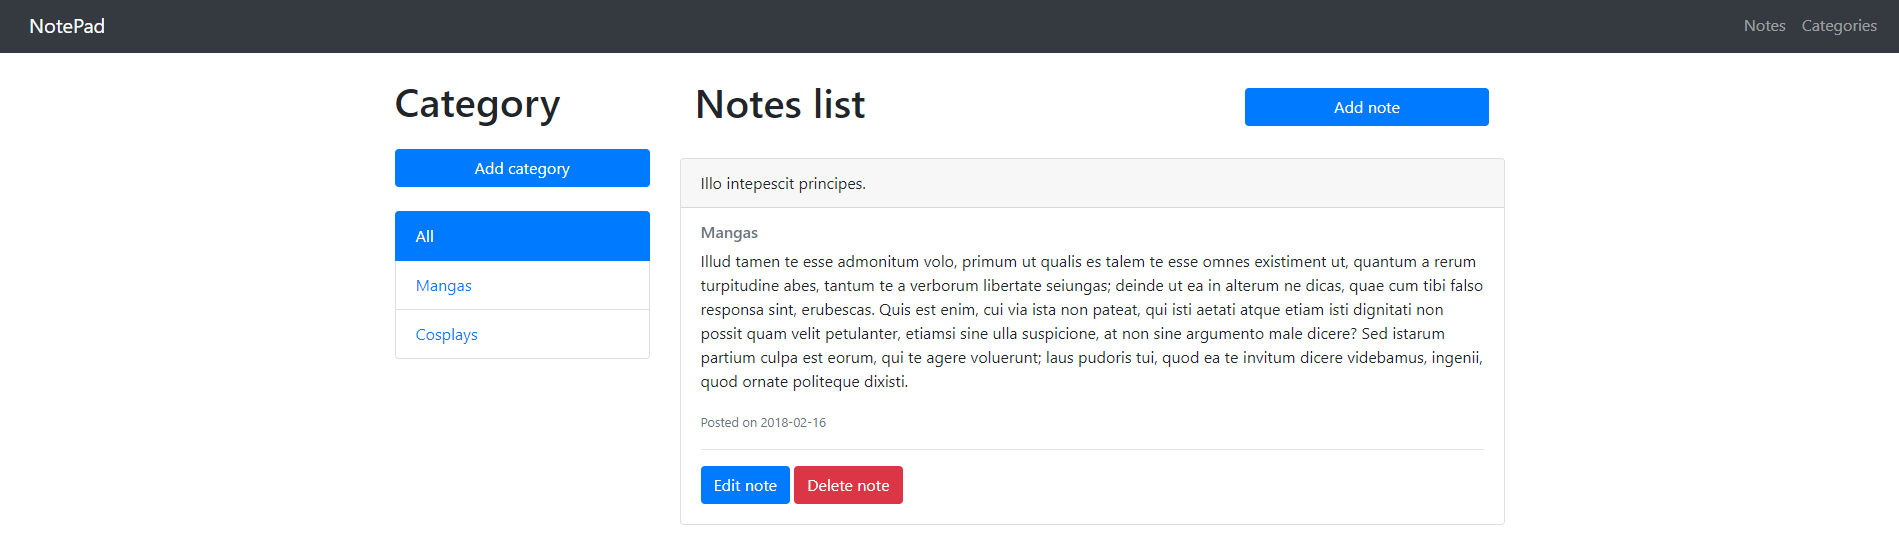 NotePad
Notes Categories
Category
Add category
All
Mangas
Cosplays
Notes list
Add note
Illo intepescit principes.
Mangas
Illud tamen te esse admonitum volo, primum ut qualis es talem te esse omnes existiment ut, quantum a rerum
turpitudine abes, tantum te a verborum libertate seiungas; deinde ut ea in alterum ne dicas, quae cum tibi falso
responsa sint, erubescas. Quis est enim, cui via ista non pateat, qui isti aetati atque etiam isti dignitati non
possit quam velit petulanter, etiamsi sine ulla suspicione, at non sine argumento male dicere? Sed istarum
partium culpa est eorum, qui te agere voluerunt; laus pudoris tui, quod ea te invitum dicere videbamus, ingenii,
quod ornate politeque dixisti.
Posted on 2018-02-16
Edit note
Delete note